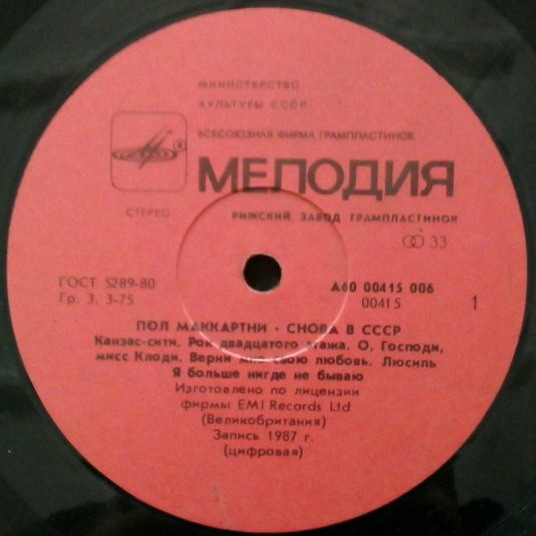 МИНИСТЕРСТВО
КУЛЬТУРЫ СССР
ВСЕСОЮЗНАЯ ФИРМА ГРАМПЛАСТИНОК
®
МЕЛОДИЯ
СТЕРЕО
РИЖСКИЙ ЗАВОД ГРАМПЛАСТИНОК
33
ГОСТ 5289-80
Гр. 3. 3-75
А60 00415 006
00415
1
ПОЛ МАККАРТНИ · СНОВА В СССР
Канзас-сити. Рок двадцатого этажа. О, Господи,
мисс Клоди. Верни мне свою любовь. Люсиль
Я больше нигде не бываю
Изготовлено по лицензии
фирмы EMI Records Ltd
(Великобритания)
Запись 1987 г.
(цифровая)